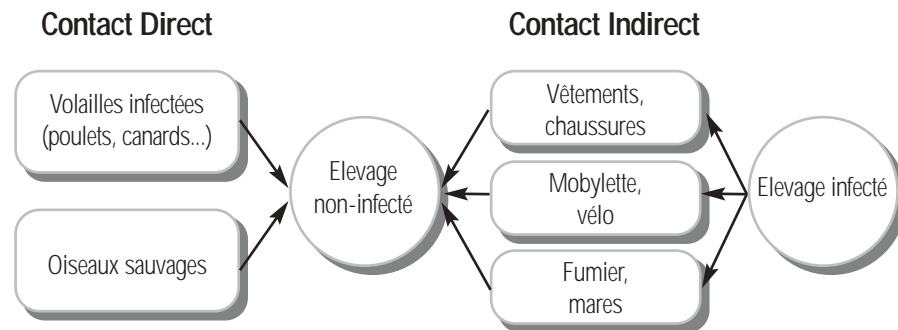 Contact Direct
Contact Indirect
Volailles infectées
(poulets, canards...)
Oiseaux sauvages
Elevage
non-infecté
Vêtements,
chaussures
Mobylette,
vélo
Fumier,
mares
Elevage infecté